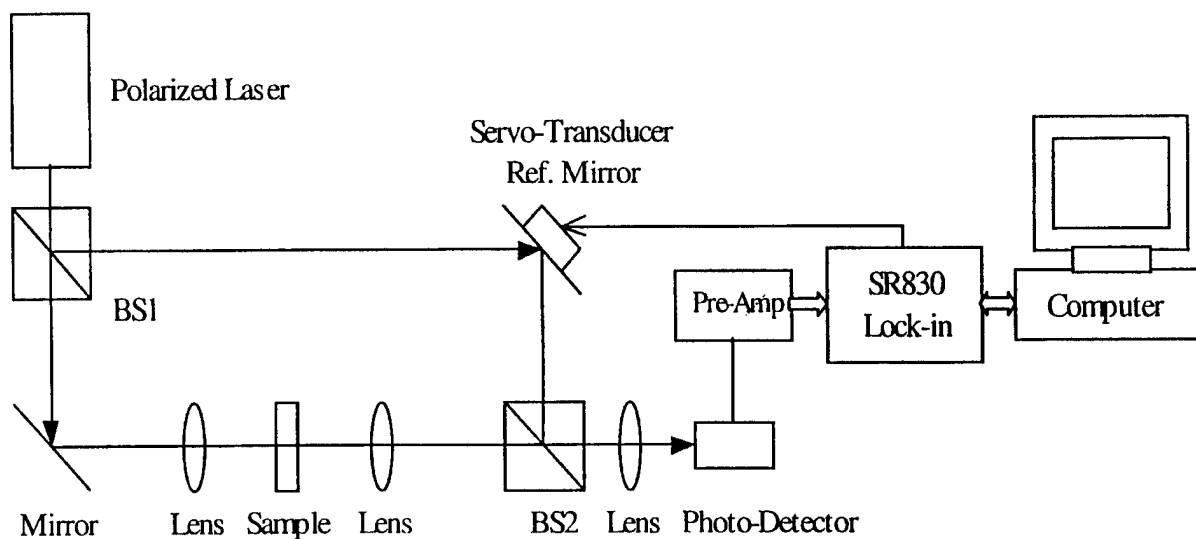 Polarized Laser
Servo-Transducer
Ref. Mirror
BS1
Pre-Amp
SR830
Lock-in
Computer
Mirror
Lens
Sample
Lens
BS2
Lens
Photo-Detector